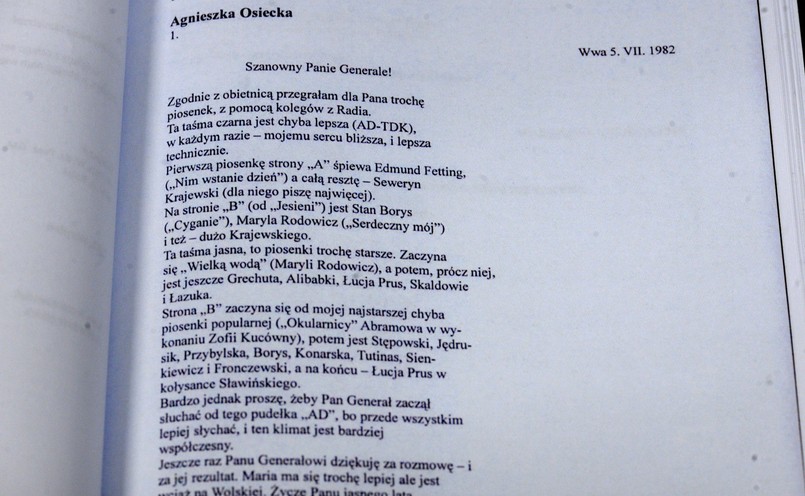 Agnieszka Osiecka
1.
Wwa 5. VII. 1982
Szanowny Panie Generale!
Zgodnie z obietnicą przegrałam dla Pana trochę
piosenek, z pomocą kolegów z Radia.
Ta taśma czarna jest chyba lepsza (AD-TDK),
w każdym razie – mojemu sercu bliższa, i lepsza
technicznie.
Pierwszą piosenkę strony „A” śpiewa Edmund Fetting,
(„Nim wstanie dzień”) a całą resztę – Seweryn
Krajewski (dla niego piszę najwięcej).
Na stronie „B” (od „Jesieni”) jest Stan Borys
(„Cyganie”), Maryla Rodowicz („Serdeczny mój”)
i też – dużo Krajewskiego.
Ta taśma jasna, to piosenki trochę starsze. Zaczyna
się „Wielką wodą” (Maryli Rodowicz), a potem, prócz niej,
jest jeszcze Grechuta, Alibabki, Łucja Prus, Skaldowie
i Łazuka.
Strona „B” zaczyna się od mojej najstarszej chyba
piosenki popularnej („Okularnicy” Abramowa w wy-
konaniu Zofii Kucówny), potem jest Stępowski, Jędru-
sik, Przybylska, Borys, Konarska, Tutinas, Sien-
kiewicz i Fronczewski, a na końcu – Łucja Prus w
kołysance Sławińskiego.
Bardzo jednak proszę, żeby Pan Generał zaczął
słuchać od tego pudełka „AD”, bo przede wszystkim
lepiej słychać, i ten klimat jest bardziej
współczesny.
Jeszcze raz Panu Generałowi dziękuję za rozmowę – i
za jej rezultat. Maria ma się trochę lepiej ale jest
wciąż na Wolskiej. Życzę Panu jasnego lata